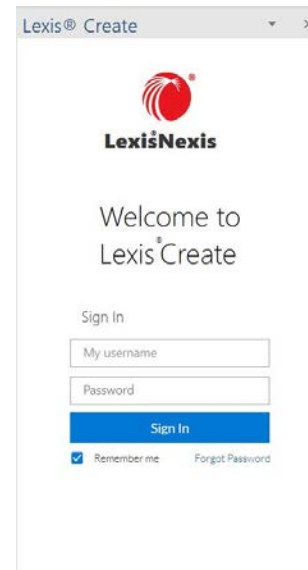 Lexis® Create
®
LexisNexis®
Welcome to
Lexis®Create
Sign In
My username
Password
Sign In
Remember me Forgot Password